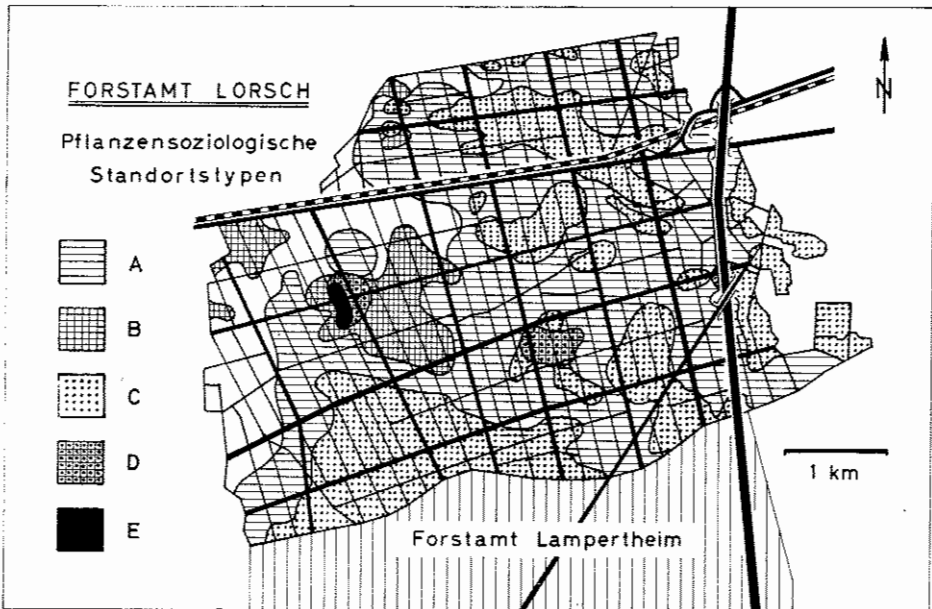 FORSTAMT LORSCH
Pflanzensoziologische
Standortstypen
A
B
C
D
E
N
1 km
Forstamt Lampertheim